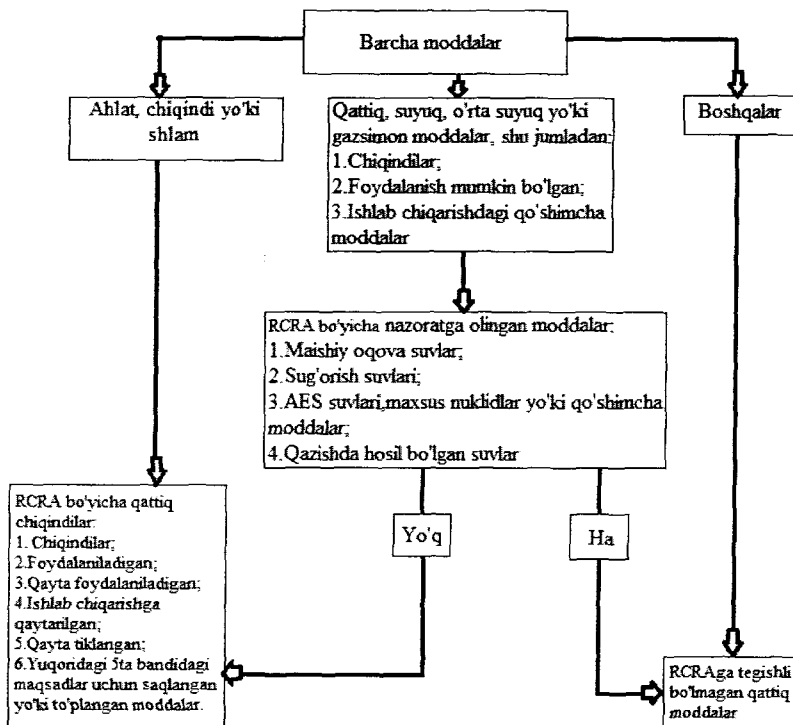 Barcha moddalar
Ahlat, chiqindi yo'ki
shlam
Qattiq, suyuq, o'rta suyuq yo'ki
gazsimon moddalar, shu jumladan:
1.Chiqindilar;
2.Foydalanish mumkin bo'lgan;
3.Ishlab chiqarishdagi qo'shimcha
moddalar
Boshqalar
RCRA bo'yicha nazoratga olingan moddalar:
1.Maishiy oqova suvlar;
2.Sug'orish suvlari;
3.AES suvlari,maxsus nuklidlar yo'ki qo'shimcha
moddalar;
4.Qazishda hosil bo'lgan suvlar
Yo'q
Ha
RCRA bo'yicha qattiq
chiqindilar:
1. Chiqindilar;
2.Foydalaniladigan;
3.Qayta foydalaniladigan;
4.Ishlab chiqarishga
qaytarilgan;
5.Qayta tiklangan;
6.Yuqoridagi 5ta bandidagi
maqsadlar uchun saqlangan
yo'ki to'plangan moddalar.
RCRAga tegishli
bo'lmagan qattiq
moddalar